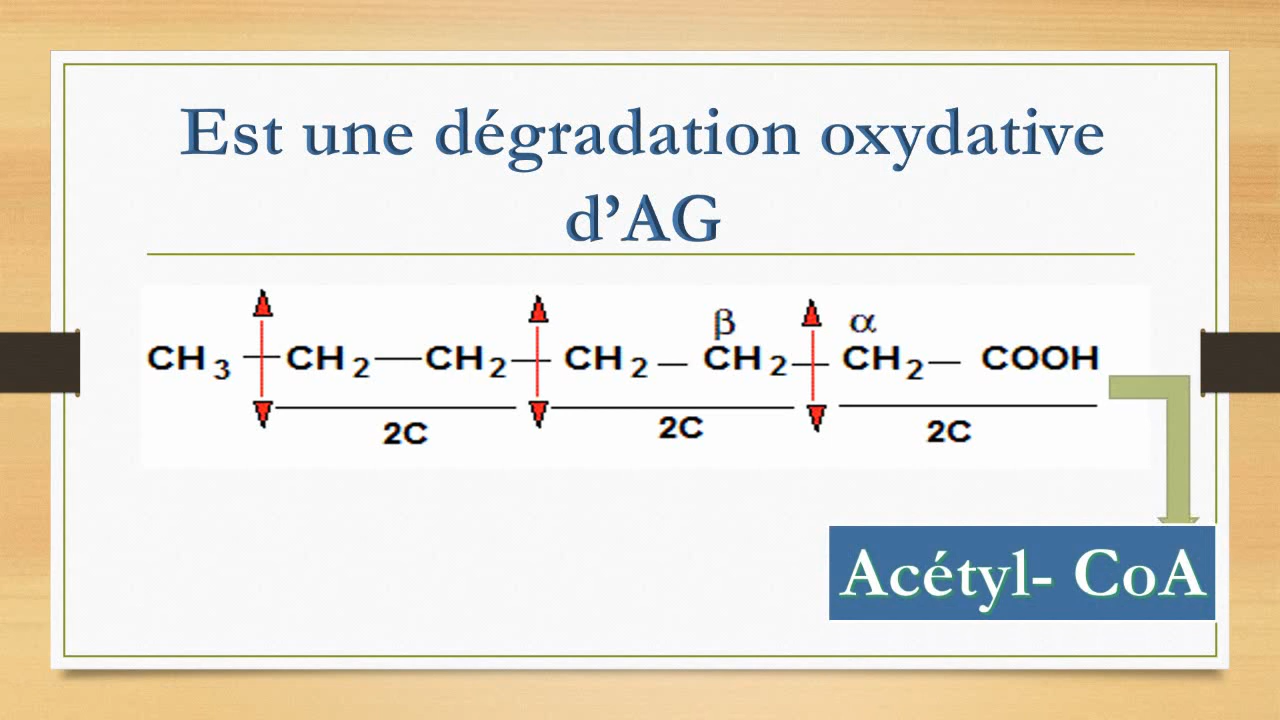 Est une dégradation oxydative
d’AG
β α
CH3 CH2—CH2— CH2 — CH2— CH2— COOH
2C 2C 2C
Acétyl- CoA